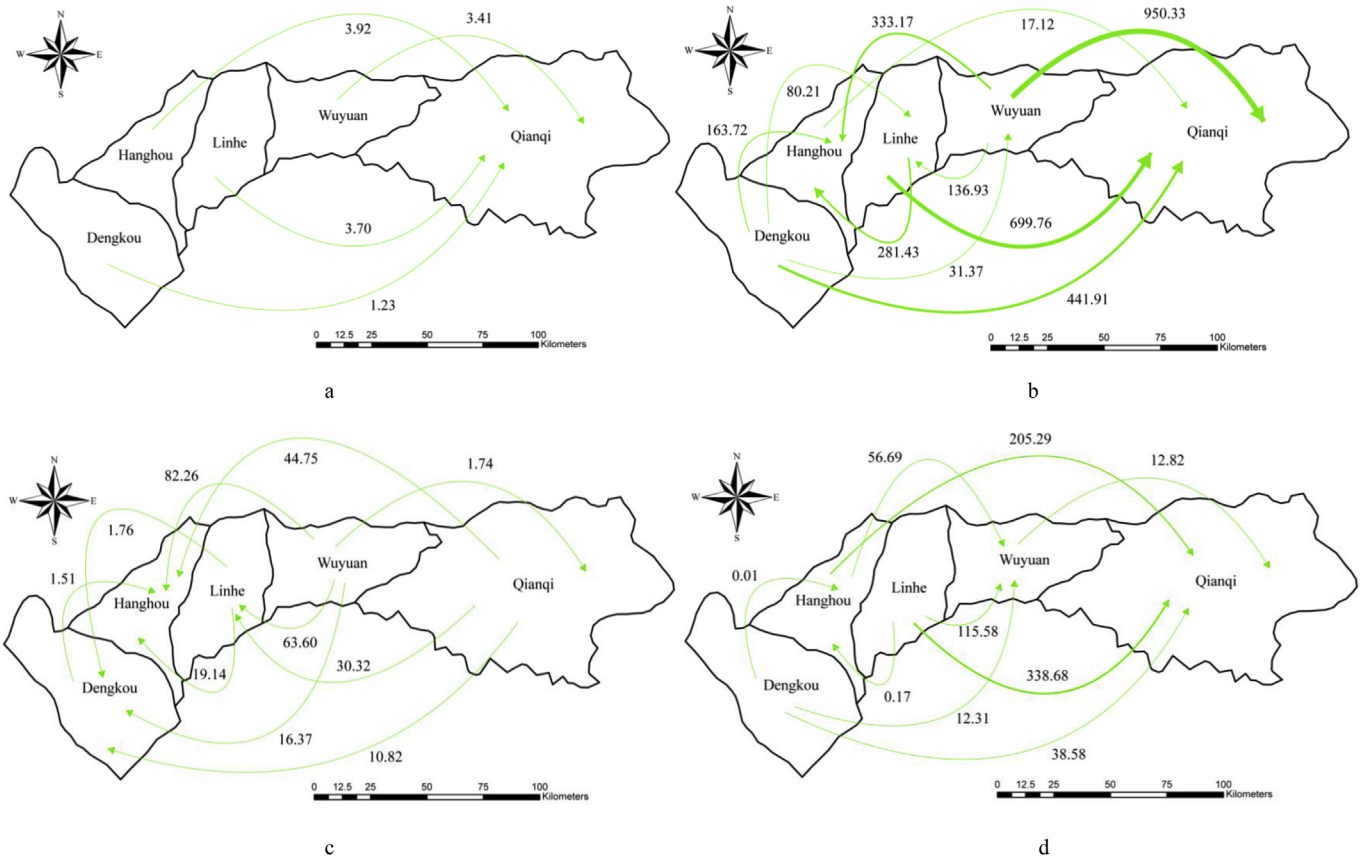 N
W E
S
3.92
3.41
Hanghou
Linhe
Wuyuan
Qianqi
Dengkou
3.70
1.23
0 12.5 25 50 75 100
Kilometers
a
N
W E
S
333.17
17.12
950.33
80.21
163.72
Hanghou
Linhe
Wuyuan
Qianqi
Dengkou
136.93
281.43
31.37
699.76
441.91
0 12.5 25 50 75 100
Kilometers
b
N
W E
S
82.26
44.75
1.74
1.76
1.51
Hanghou
Linhe
Wuyuan
Qianqi
Dengkou
19.14
63.60
30.32
16.37
10.82
0 12.5 25 50 75 100
Kilometers
c
N
W E
S
56.69
205.29
12.82
0.01
Hanghou
Linhe
Wuyuan
Qianqi
Dengkou
115.58
0.17
338.68
12.31
38.58
0 12.5 25 50 75 100
Kilometers
d